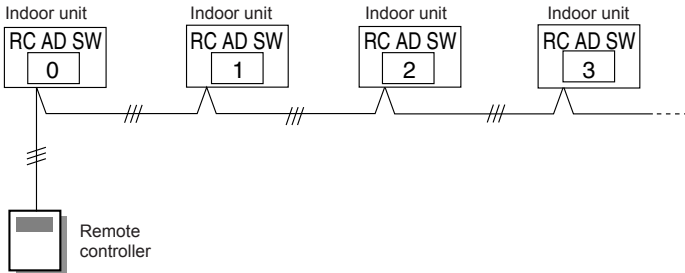 Indoor unit
RC AD SW
0
Indoor unit
RC AD SW
1
Indoor unit
RC AD SW
2
Indoor unit
RC AD SW
3
Remote
controller